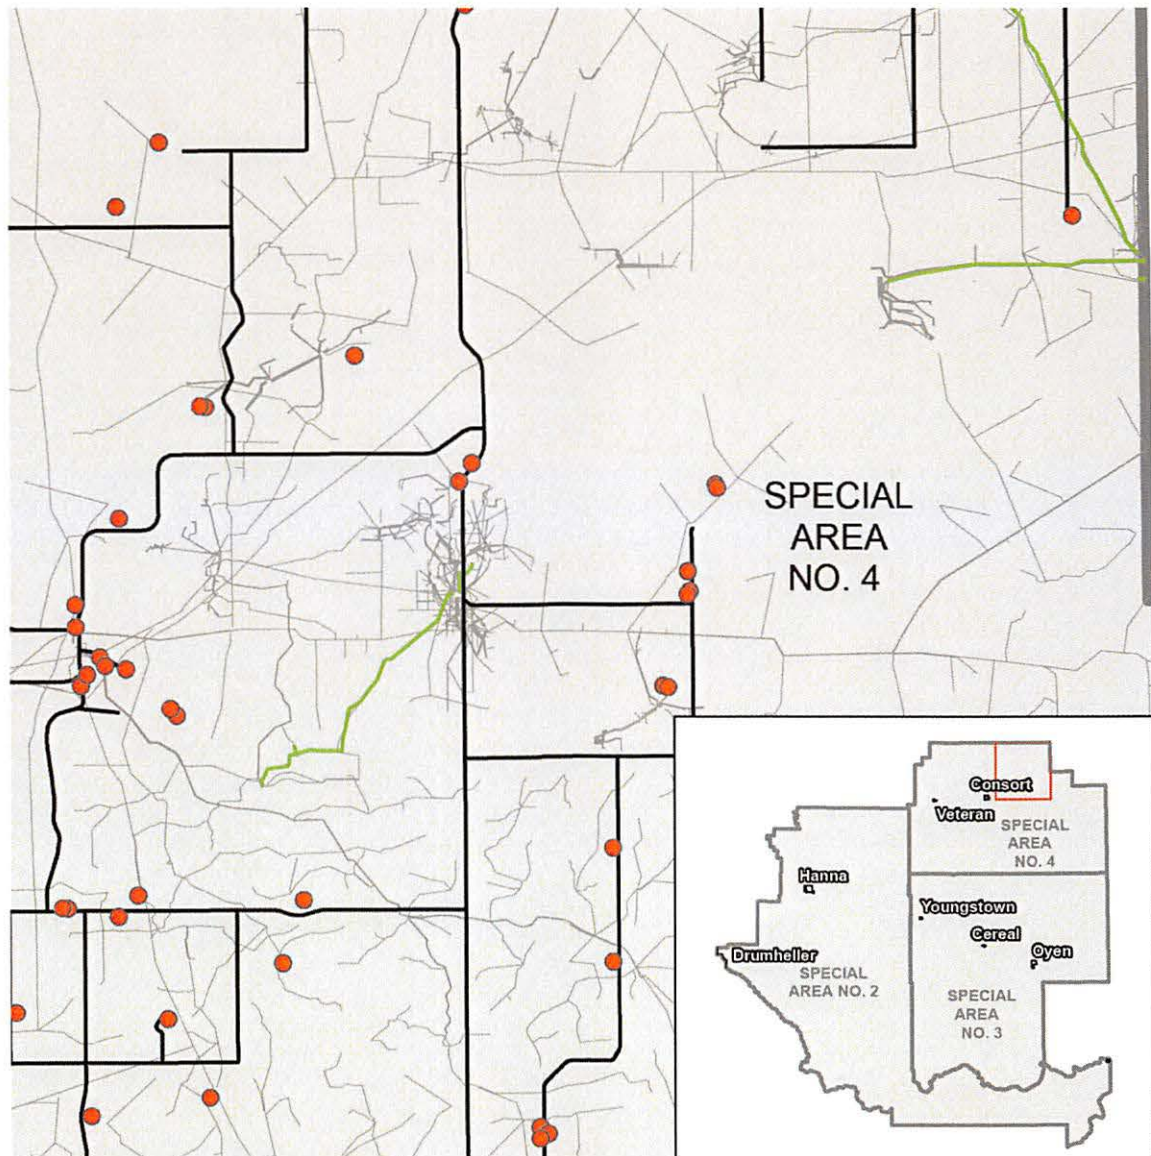 SPECIAL
AREA
NO. 4
Consort
Veteran
SPECIAL
AREA
NO. 4
Hanna
Youngstown
Cereal
Oyen
Drumheller
SPECIAL
AREA NO. 2
SPECIAL
AREA
NO. 3